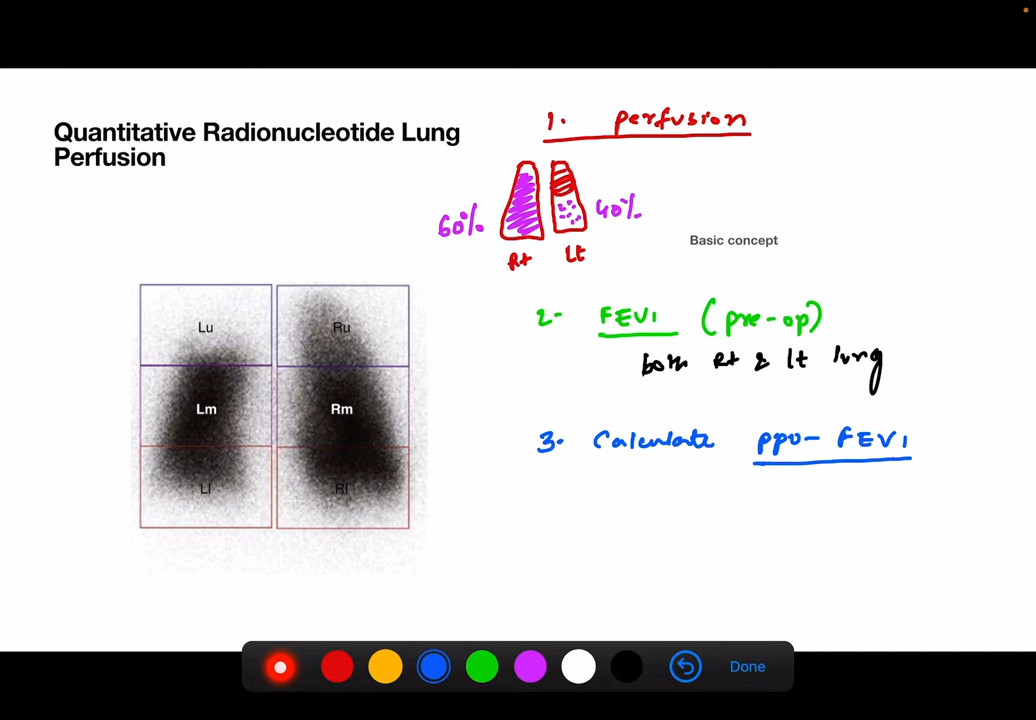 Quantitative Radionucleotide Lung
Perfusion
1. perfusion
60%
40%
Rt
Lt
Basic concept
2- FEV1 (pre-op)
both Rt & Lt lung
3- Calculate ppo- FEV1
Lu
Ru
Lm
Rm
Ll
Rl
Done